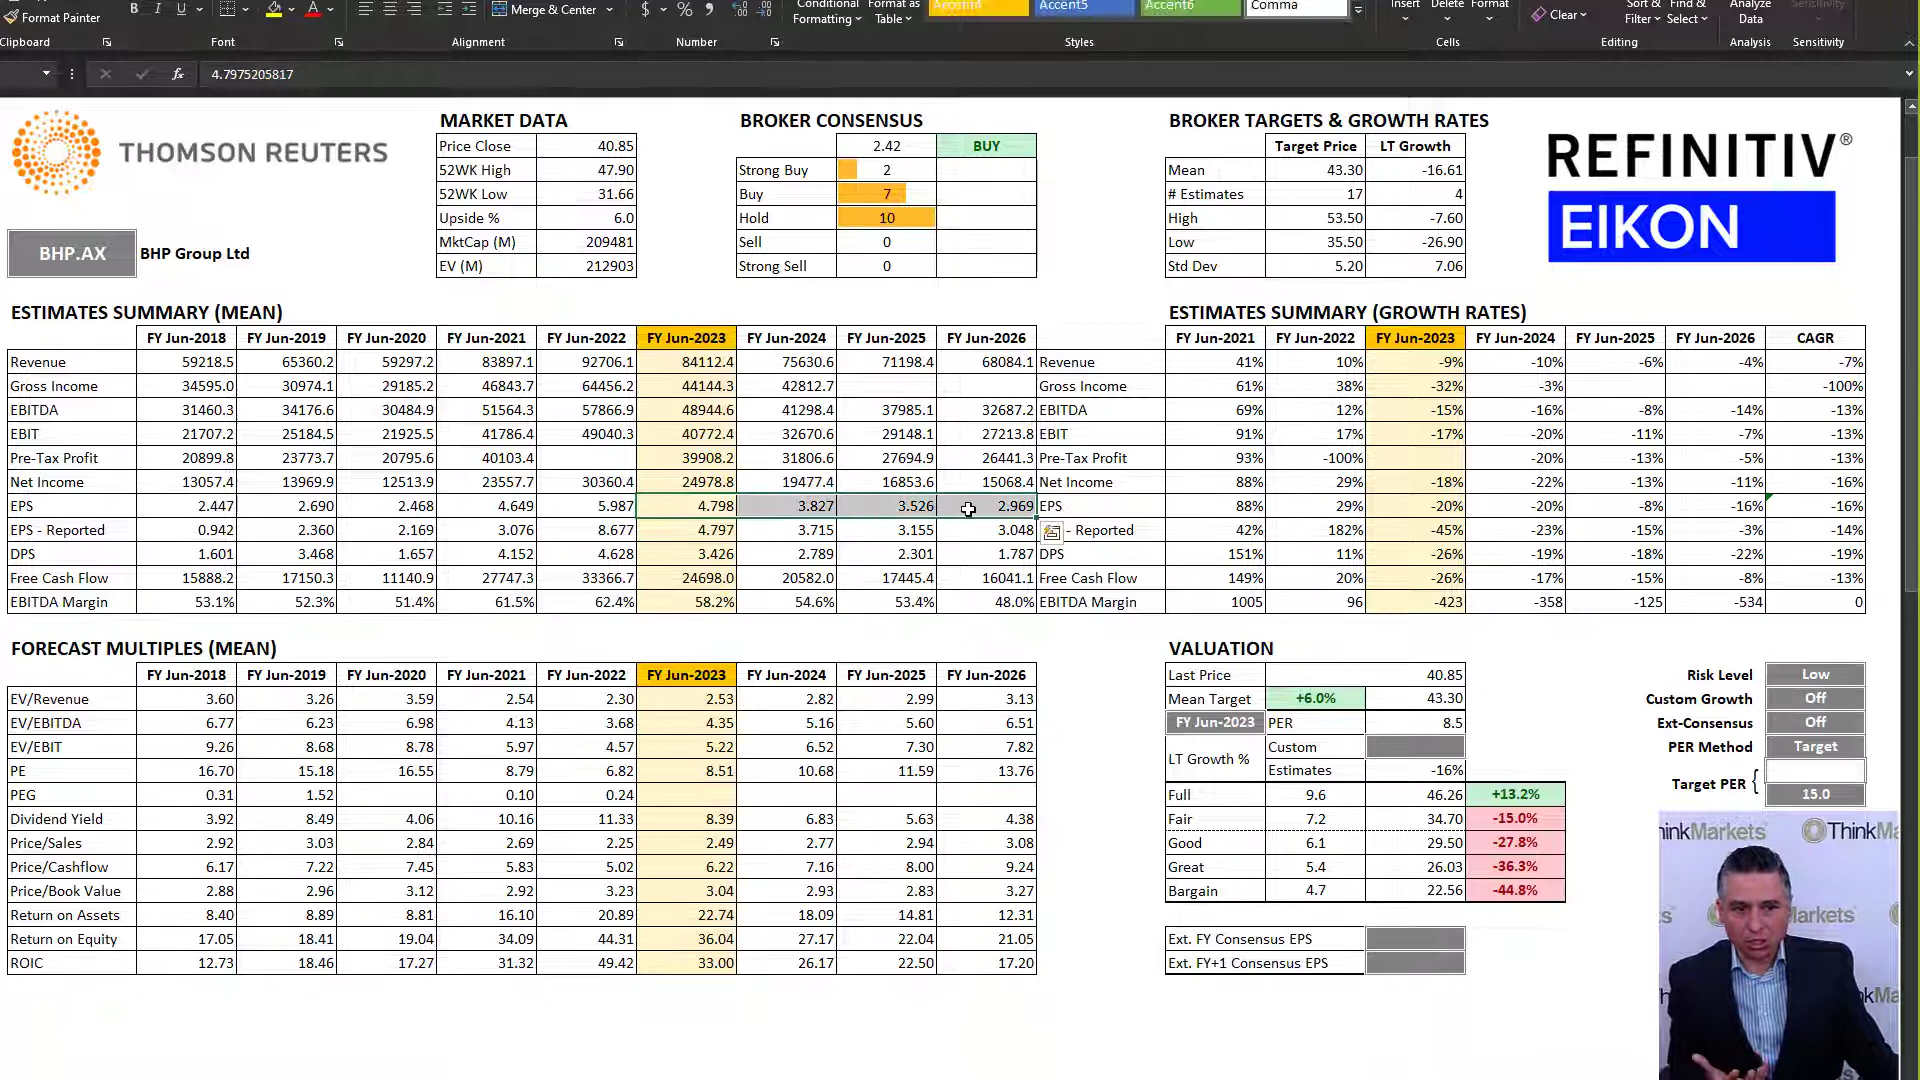 Format Painter
B I U A
Merge & Center
$ % 9
Conditional Formatting
Format as Table
Accent4 Accent5 Accent6 Comma
Insert Delete Format
Clear
Sort & Filter Find & Select
Analyze Data
Sensitivity
Clipboard Font Alignment Number Styles Cells Editing Analysis Sensitivity
fx 4.7975205817
THOMSON REUTERS
BHP.AX BHP Group Ltd
MARKET DATA
Price Close 40.85
52WK High 47.90
52WK Low 31.66
Upside % 6.0
MktCap (M) 209481
EV (M) 212903
BROKER CONSENSUS
2.42 BUY
Strong Buy 2
Buy 7
Hold 10
Sell 0
Strong Sell 0
BROKER TARGETS & GROWTH RATES
Target Price LT Growth
Mean 43.30 -16.61
# Estimates 17 4
High 53.50 -7.60
Low 35.50 -26.90
Std Dev 5.20 7.06
REFINITIV®
EIKON
ESTIMATES SUMMARY (MEAN)
FY Jun-2018 FY Jun-2019 FY Jun-2020 FY Jun-2021 FY Jun-2022 FY Jun-2023 FY Jun-2024 FY Jun-2025 FY Jun-2026
Revenue 59218.5 65360.2 59297.2 83897.1 92706.1 84112.4 75630.6 71198.4 68084.1
Gross Income 34595.0 30974.1 29185.2 46843.7 64456.2 44144.3 42812.7
EBITDA 31460.3 34176.6 30484.9 51564.3 57866.9 48944.6 41298.4 37985.1 32687.2
EBIT 21707.2 25184.5 21925.5 41786.4 49040.3 40772.4 32670.6 29148.1 27213.8
Pre-Tax Profit 20899.8 23773.7 20795.6 40103.4 39908.2 31806.6 27694.9 26441.3
Net Income 13057.4 13969.9 12513.9 23557.7 30360.4 24978.8 19477.4 16853.6 15068.4
EPS 2.447 2.690 2.468 4.649 5.987 4.798 3.827 3.526 2.969
EPS - Reported 0.942 2.360 2.169 3.076 8.677 4.797 3.715 3.155 3.048
DPS 1.601 3.468 1.657 4.152 4.628 3.426 2.789 2.301 1.787
Free Cash Flow 15888.2 17150.3 11140.9 27747.3 33366.7 24698.0 20582.0 17445.4 16041.1
EBITDA Margin 53.1% 52.3% 51.4% 61.5% 62.4% 58.2% 54.6% 53.4% 48.0%
ESTIMATES SUMMARY (GROWTH RATES)
FY Jun-2021 FY Jun-2022 FY Jun-2023 FY Jun-2024 FY Jun-2025 FY Jun-2026 CAGR
Revenue 41% 10% -9% -10% -6% -4% -7%
Gross Income 61% 38% -32% -3% -100%
EBITDA 69% 12% -15% -16% -8% -14% -13%
EBIT 91% 17% -17% -20% -11% -7% -13%
Pre-Tax Profit 93% -100% -20% -13% -5% -13%
Net Income 88% 29% -18% -22% -13% -11% -16%
EPS 88% 29% -20% -20% -8% -16% -16%
- Reported 42% 182% -45% -23% -15% -3% -14%
DPS 151% 11% -26% -19% -18% -22% -19%
Free Cash Flow 149% 20% -26% -17% -15% -8% -13%
EBITDA Margin 1005 96 -423 -358 -125 -534 0
FORECAST MULTIPLES (MEAN)
FY Jun-2018 FY Jun-2019 FY Jun-2020 FY Jun-2021 FY Jun-2022 FY Jun-2023 FY Jun-2024 FY Jun-2025 FY Jun-2026
EV/Revenue 3.60 3.26 3.59 2.54 2.30 2.53 2.82 2.99 3.13
EV/EBITDA 6.77 6.23 6.98 4.13 3.68 4.35 5.16 5.60 6.51
EV/EBIT 9.26 8.68 8.78 5.97 4.57 5.22 6.52 7.30 7.82
PE 16.70 15.18 16.55 8.79 6.82 8.51 10.68 11.59 13.76
PEG 0.31 1.52 0.10 0.24
Dividend Yield 3.92 8.49 4.06 10.16 11.33 8.39 6.83 5.63 4.38
Price/Sales 2.92 3.03 2.84 2.69 2.25 2.49 2.77 2.94 3.08
Price/Cashflow 6.17 7.22 7.45 5.83 5.02 6.22 7.16 8.00 9.24
Price/Book Value 2.88 2.96 3.12 2.92 3.23 3.04 2.93 2.83 3.27
Return on Assets 8.40 8.89 8.81 16.10 20.89 22.74 18.09 14.81 12.31
Return on Equity 17.05 18.41 19.04 34.09 44.31 36.04 27.17 22.04 21.05
ROIC 12.73 18.46 17.27 31.32 49.42 33.00 26.17 22.50 17.20
VALUATION
Last Price 40.85
Mean Target +6.0% 43.30
FY Jun-2023 PER 8.5
LT Growth % Custom
Estimates -16%
Full 9.6 46.26 +13.2%
Fair 7.2 34.70 -15.0%
Good 6.1 29.50 -27.8%
Great 5.4 26.03 -36.3%
Bargain 4.7 22.56 -44.8%
Ext. FY Consensus EPS
Ext. FY+1 Consensus EPS
Risk Level Low
Custom Growth Off
Ext-Consensus Off
PER Method Target
Target PER { 15.0
hinkMarkets ThinkMa